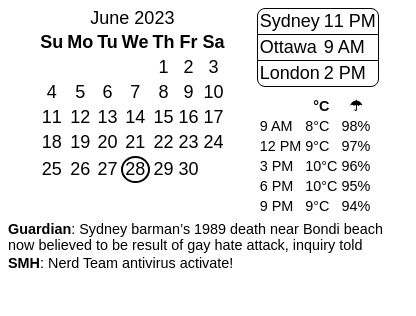 June 2023
Su Mo Tu We Th Fr Sa
1 2 3
4 5 6 7 8 9 10
11 12 13 14 15 16 17
18 19 20 21 22 23 24
25 26 27 28 29 30
Sydney 11 PM
Ottawa 9 AM
London 2 PM
°C ☂
9 AM 8°C 98%
12 PM 9°C 97%
3 PM 10°C 96%
6 PM 10°C 95%
9 PM 9°C 94%
Guardian: Sydney barman’s 1989 death near Bondi beach
now believed to be result of gay hate attack, inquiry told
SMH: Nerd Team antivirus activate!